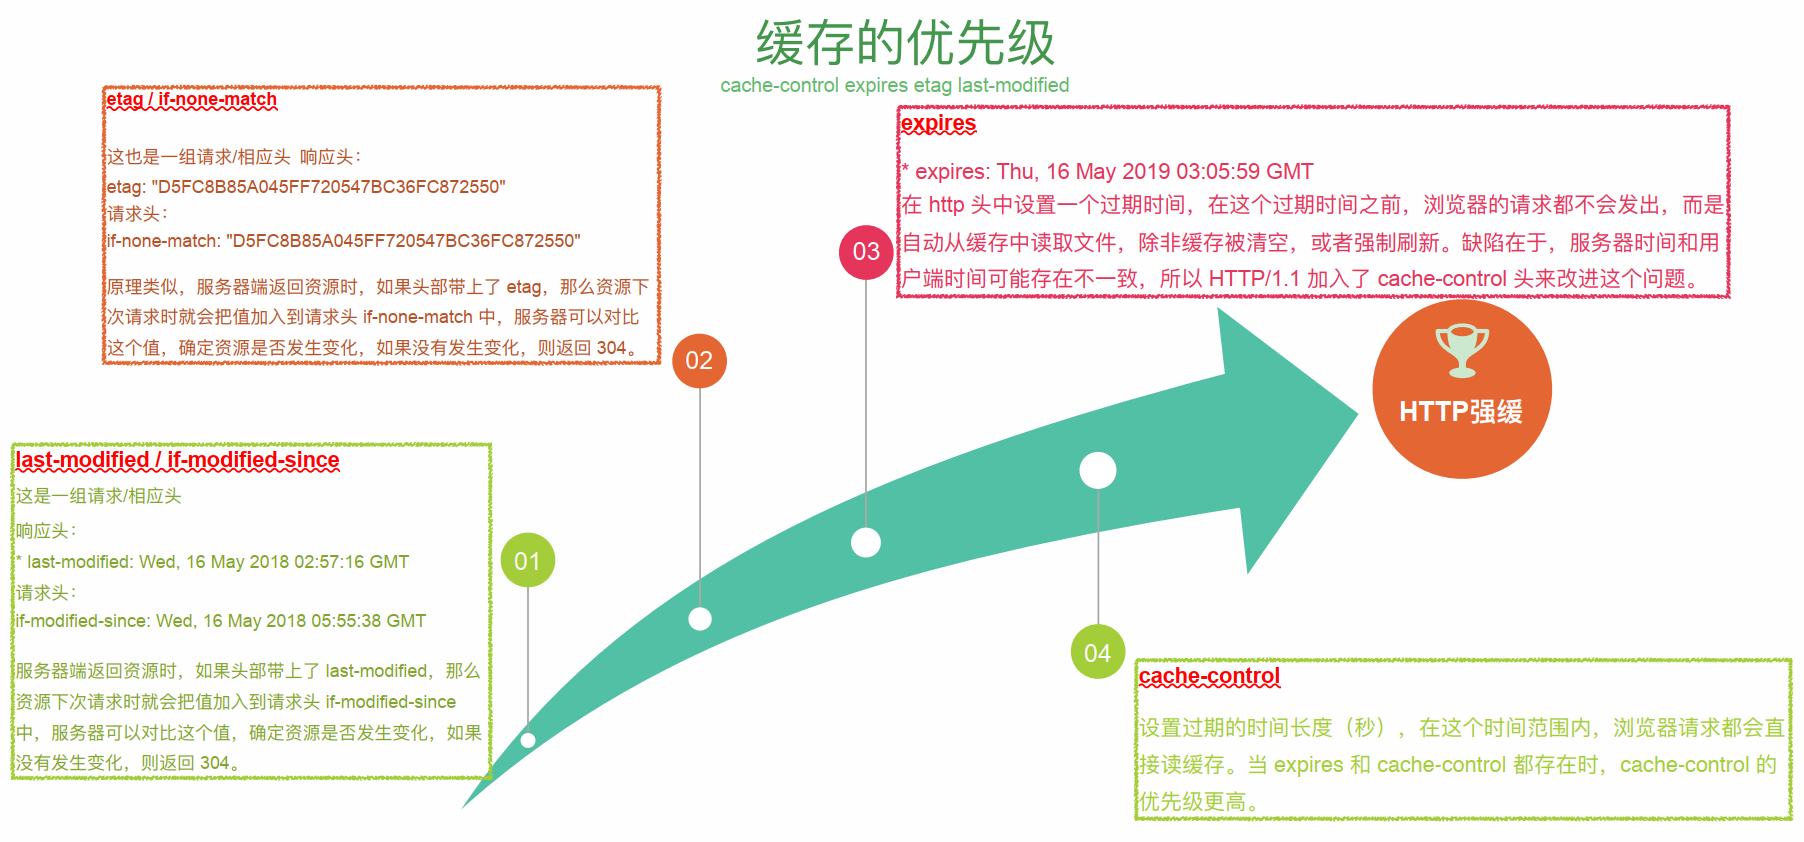 缓存的优先级
cache-control expires etag last-modified
etag / if-none-match
这也是一组请求/相应头  响应头：
etag: "D5FC8B85A045FF720547BC36FC872550"
请求头：
if-none-match: "D5FC8B85A045FF720547BC36FC872550"
原理类似，服务器端返回资源时，如果头部带上了 etag，那么资源下
次请求时就会把值加入到请求头 if-none-match 中，服务器可以对比
这个值，确定资源是否发生变化，如果没有发生变化，则返回 304。
02
expires
* expires: Thu, 16 May 2019 03:05:59 GMT
在 http 头中设置一个过期时间，在这个过期时间之前，浏览器的请求都不会发出，而是
自动从缓存中读取文件，除非缓存被清空，或者强制刷新。缺陷在于，服务器时间和用
户端时间可能存在不一致，所以 HTTP/1.1 加入了 cache-control 头来改进这个问题。
03
HTTP强缓
last-modified / if-modified-since
这是一组请求/相应头
响应头：
* last-modified: Wed, 16 May 2018 02:57:16 GMT
请求头：
if-modified-since: Wed, 16 May 2018 05:55:38 GMT
服务器端返回资源时，如果头部带上了 last-modified，那么
资源下次请求时就会把值加入到请求头 if-modified-since
中，服务器可以对比这个值，确定资源是否发生变化，如果
没有发生变化，则返回 304。
01
04
cache-control
设置过期的时间长度（秒），在这个时间范围内，浏览器请求都会直
接读缓存。当 expires 和 cache-control 都存在时，cache-control 的
优先级更高。